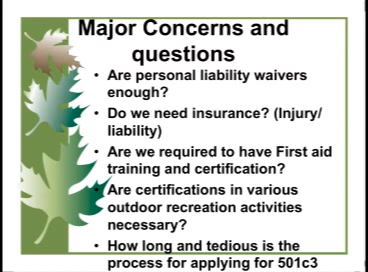 Major Concerns and
questions
• Are personal liability waivers
enough?
• Do we need insurance? (Injury/
liability)
• Are we required to have First aid
training and certification?
• Are certifications in various
outdoor recreation activities
necessary?
• How long and tedious is the
process for applying for 501c3